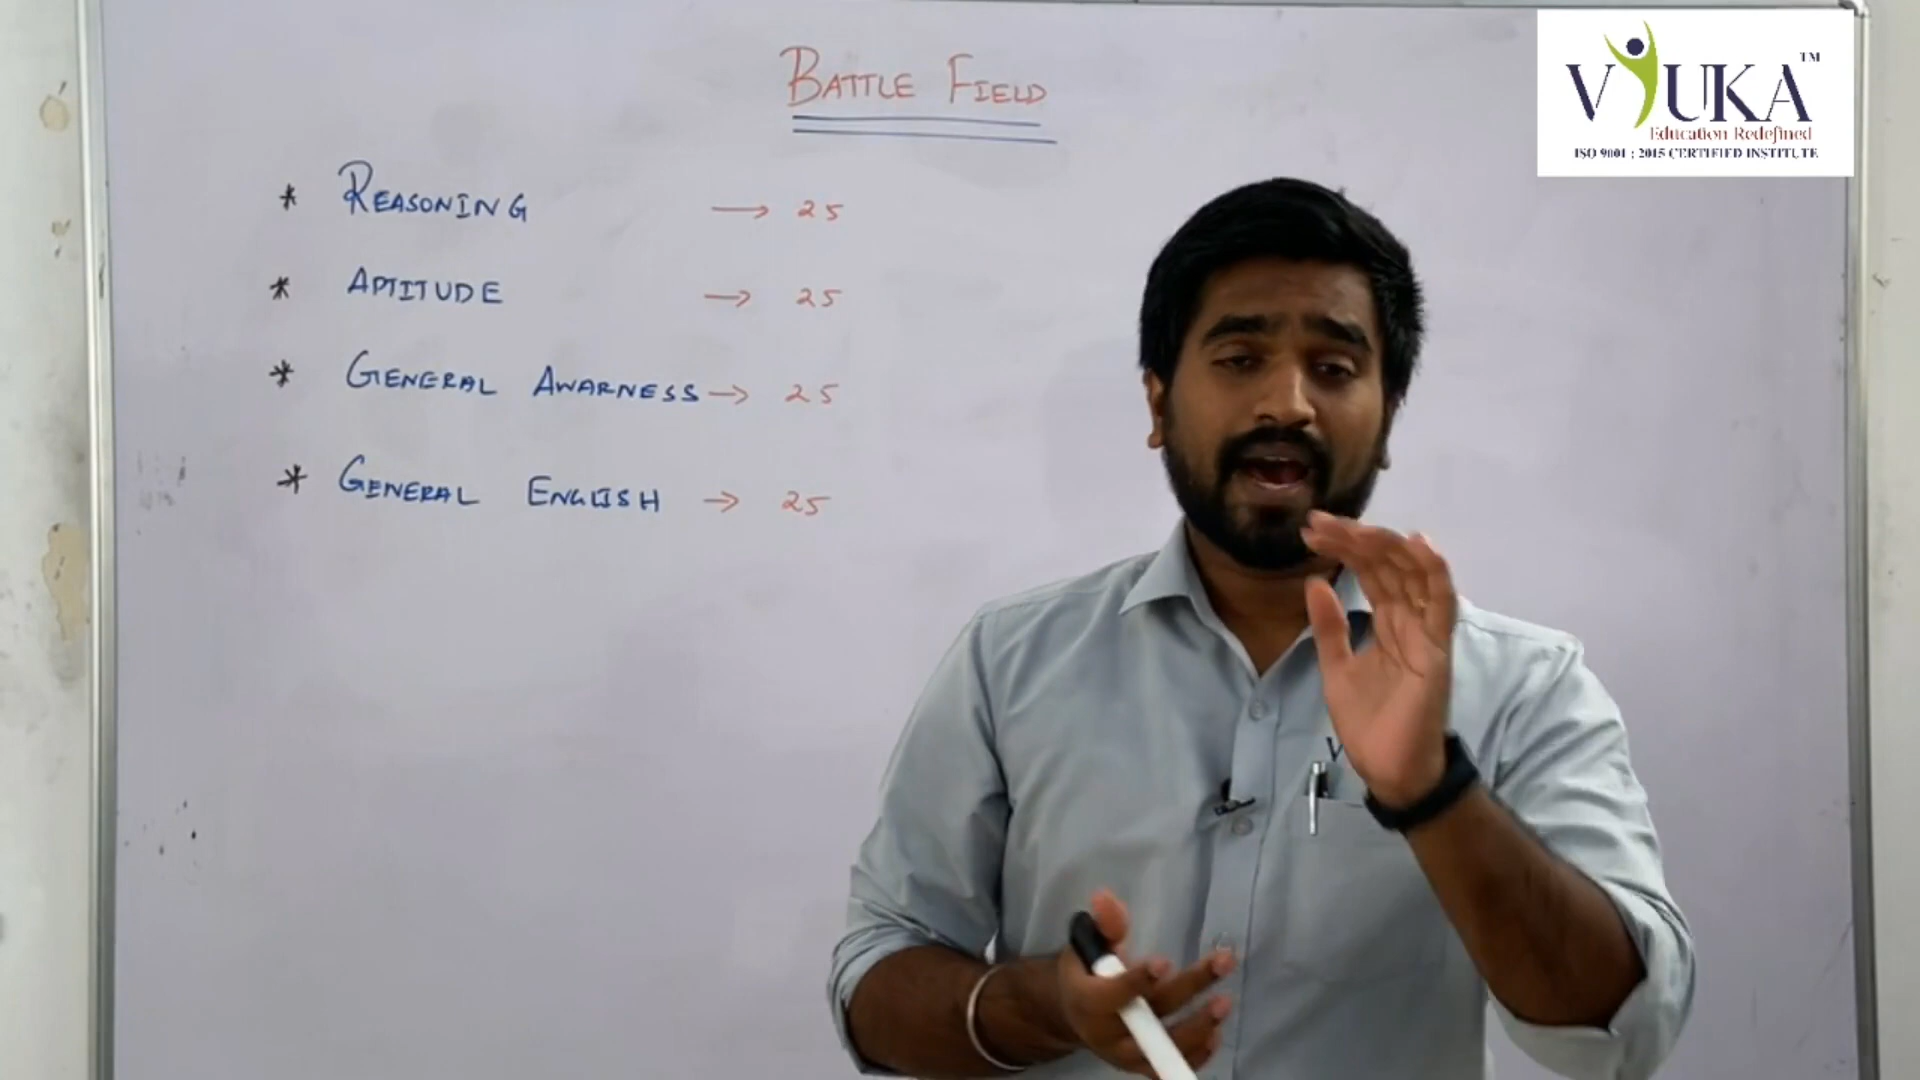 BATTLE FIELD
* REASONING → 25
* APTITUDE → 25
* GENERAL AWARNESS → 25
* GENERAL ENGLISH → 25
VYUKA™
Education Redefined
ISO 9001 : 2015 CERTIFIED INSTITUTE
V